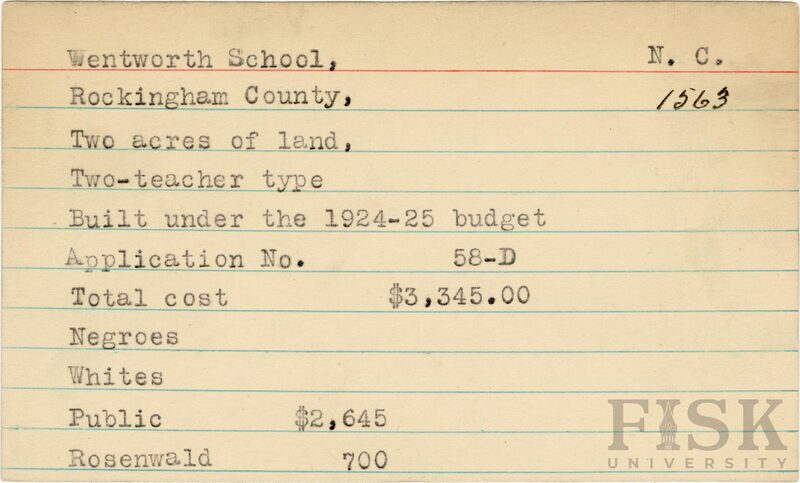 Wentworth School, N. C.
Rockingham County, 1563
Two acres of land,
Two-teacher type
Built under the 1924-25 budget
Application No. 58-D
Total cost $3,345.00
Negroes
Whites
Public $2,645
Rosenwald 700
FISK
UNIVERSITY